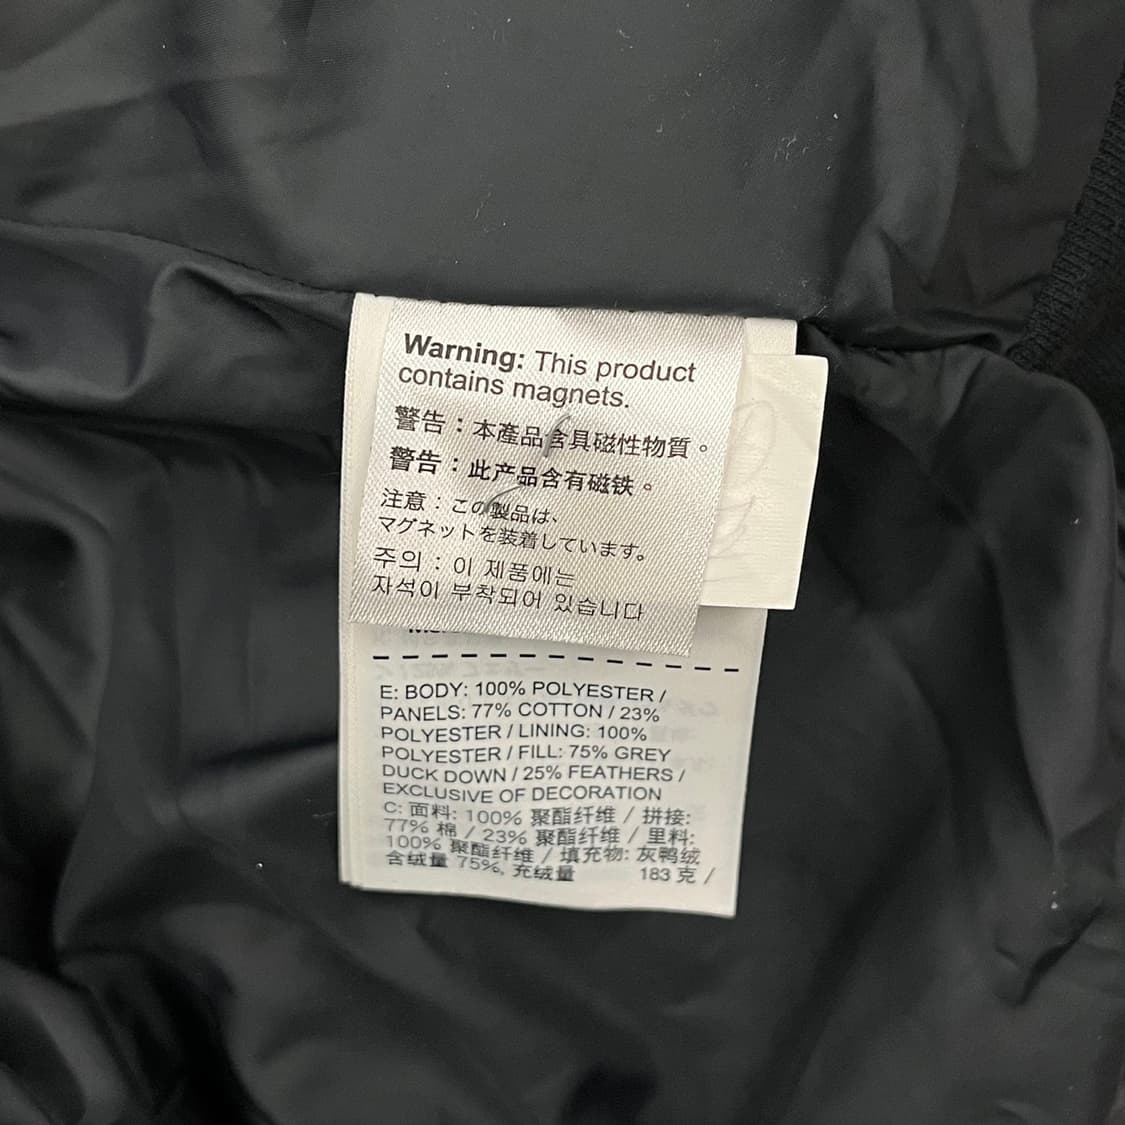 Warning: This product
contains magnets.
警告：本產品含具磁性物質。
警告：此产品含有磁铁。
注意：この製品は、
マグネットを装着しています。
주의 : 이 제품에는
자석이 부착되어 있습니다
E: BODY: 100% POLYESTER /
PANELS: 77% COTTON / 23%
POLYESTER / LINING: 100%
POLYESTER / FILL: 75% GREY
DUCK DOWN / 25% FEATHERS /
EXCLUSIVE OF DECORATION
C: 面料: 100% 聚酯纤维 / 拼接:
77% 棉 / 23% 聚酯纤维 / 里料:
100% 聚酯纤维 / 填充物: 灰鸭绒
含绒量 75%, 充绒量 183 克 /